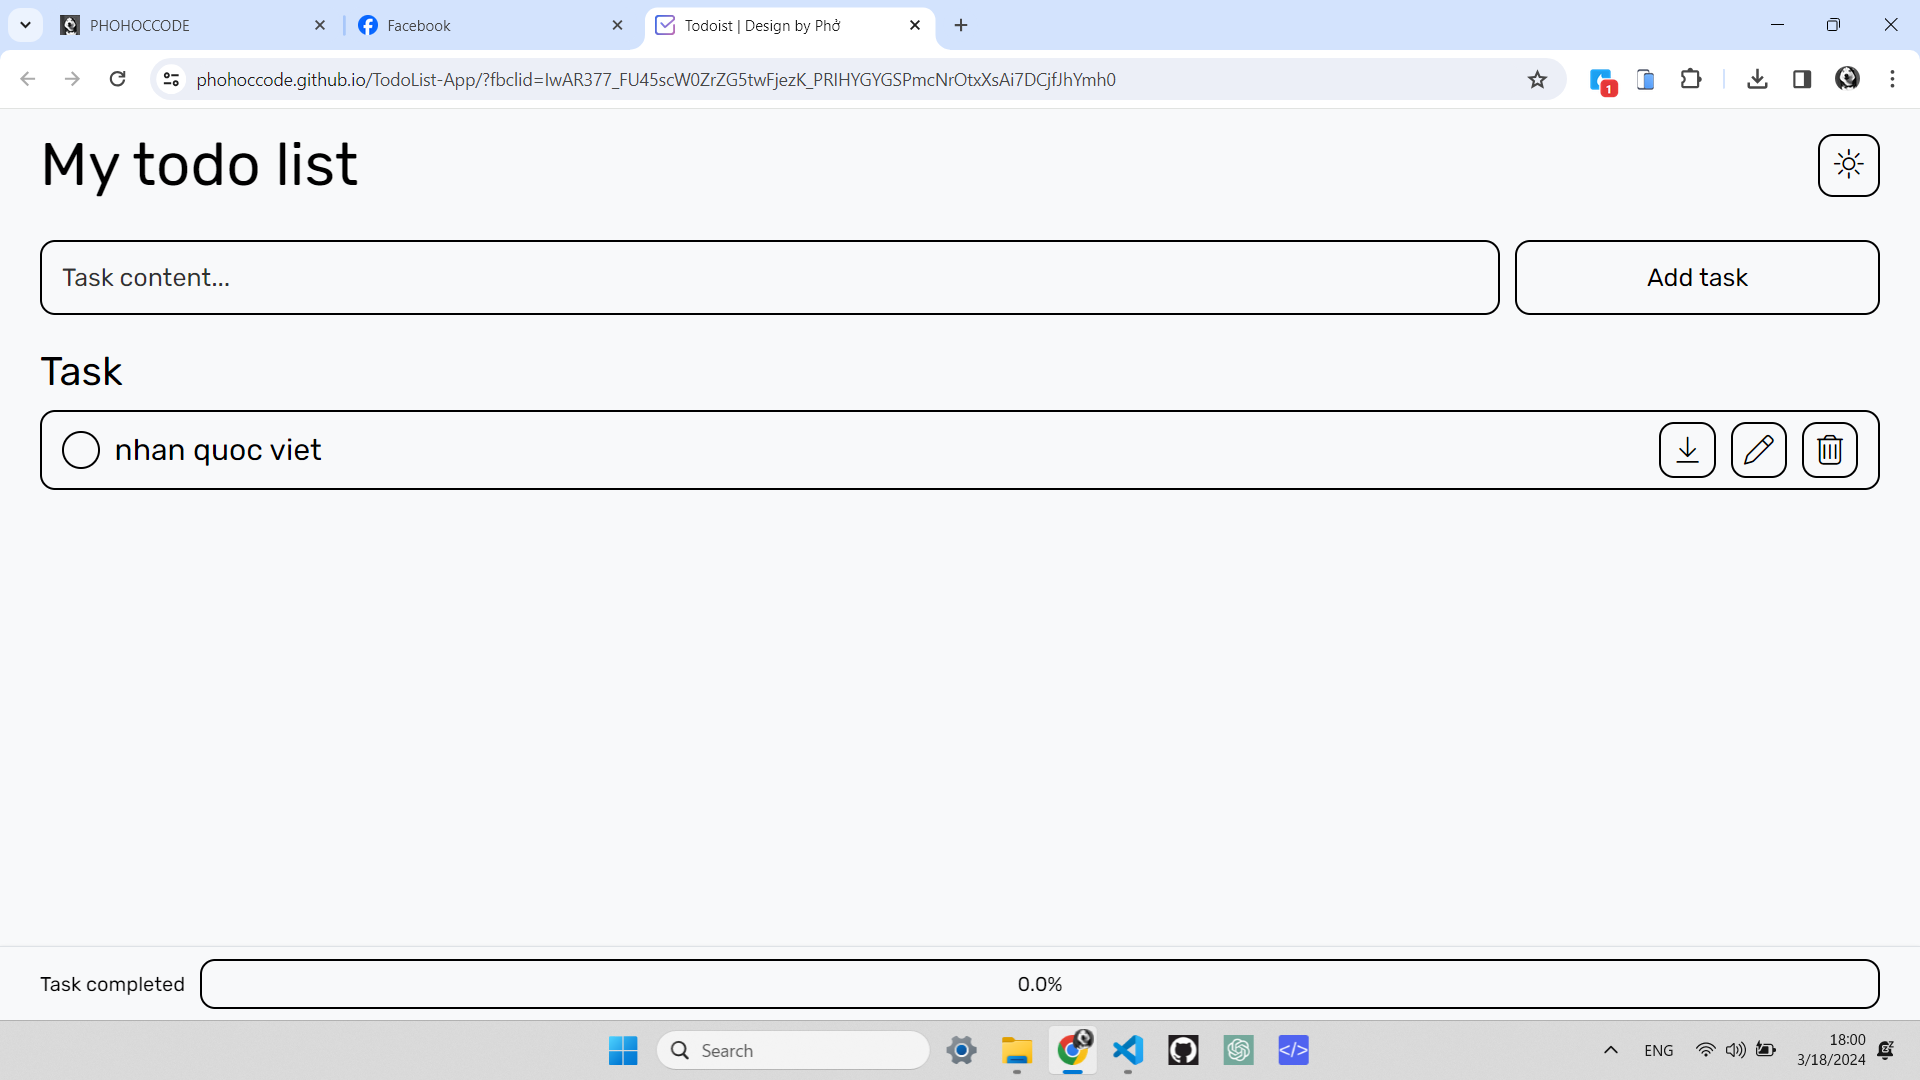 PHOHOCCODE
Facebook
Todoist | Design by Phở
phohoccode.github.io/TodoList-App/?fbclid=IwAR377_FU45scW0ZrZG5twFjezK_PRIHYGYGSPmcNrOtxXsAi7DCjfJhYmh0
1
My todo list
Task content...
Add task
Task
nhan quoc viet
Task completed
0.0%
Search
ENG
18:00
3/18/2024